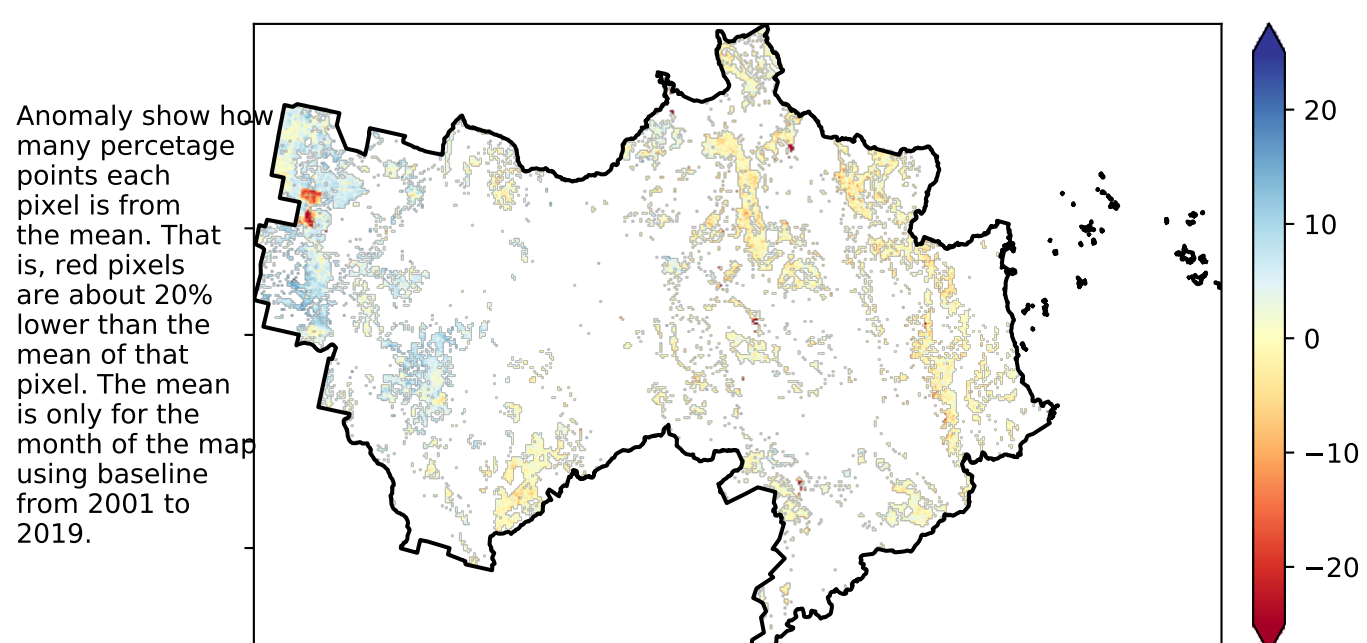 Anomaly show how
many percetage
points each
pixel is from
the mean. That
is, red pixels
are about 20%
lower than the
mean of that
pixel. The mean
is only for the
month of the map
using baseline
from 2001 to
2019.
20
10
0
−10
−20